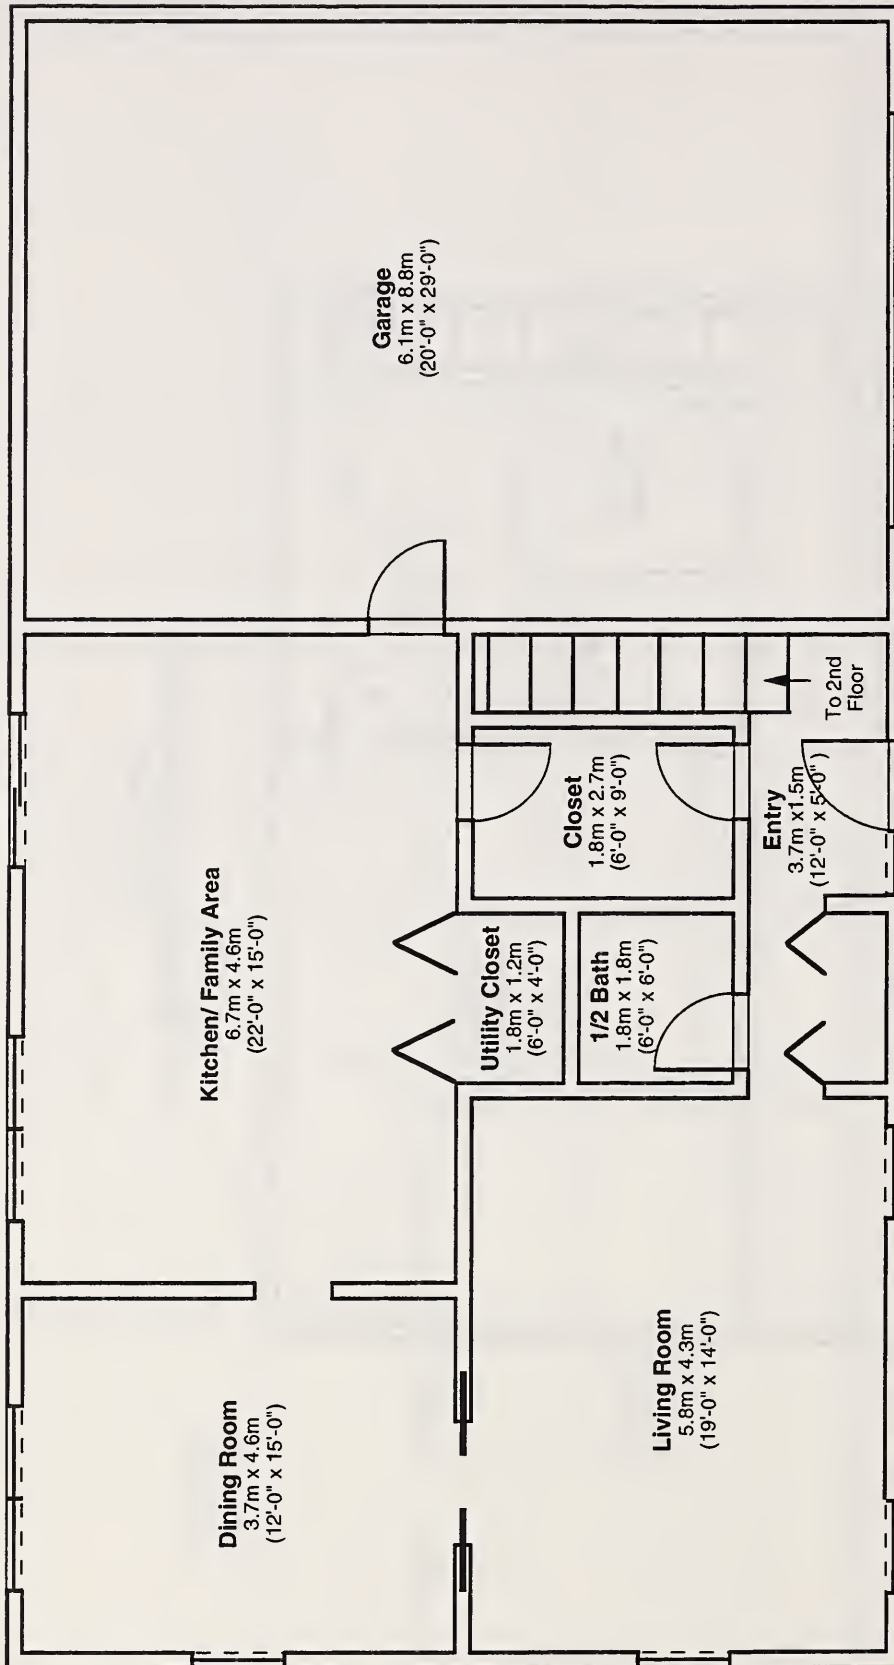 Dining Room
3.7m x 4.6m
(12'-0" x 15'-0")
Kitchen/ Family Area
6.7m x 4.6m
(22'-0" x 15'-0")
Garage
6.1m x 8.8m
(20'-0" x 29'-0")
Utility Closet
1.8m x 1.2m
(6'-0" x 4'-0")
1/2 Bath
1.8m x 1.8m
(6'-0" x 6'-0")
Closet
1.8m x 2.7m
(6'-0" x 9'-0")
Living Room
5.8m x 4.3m
(19'-0" x 14'-0")
Entry
3.7m x1.5m
(12'-0" x 5'-0" )
To 2nd
Floor